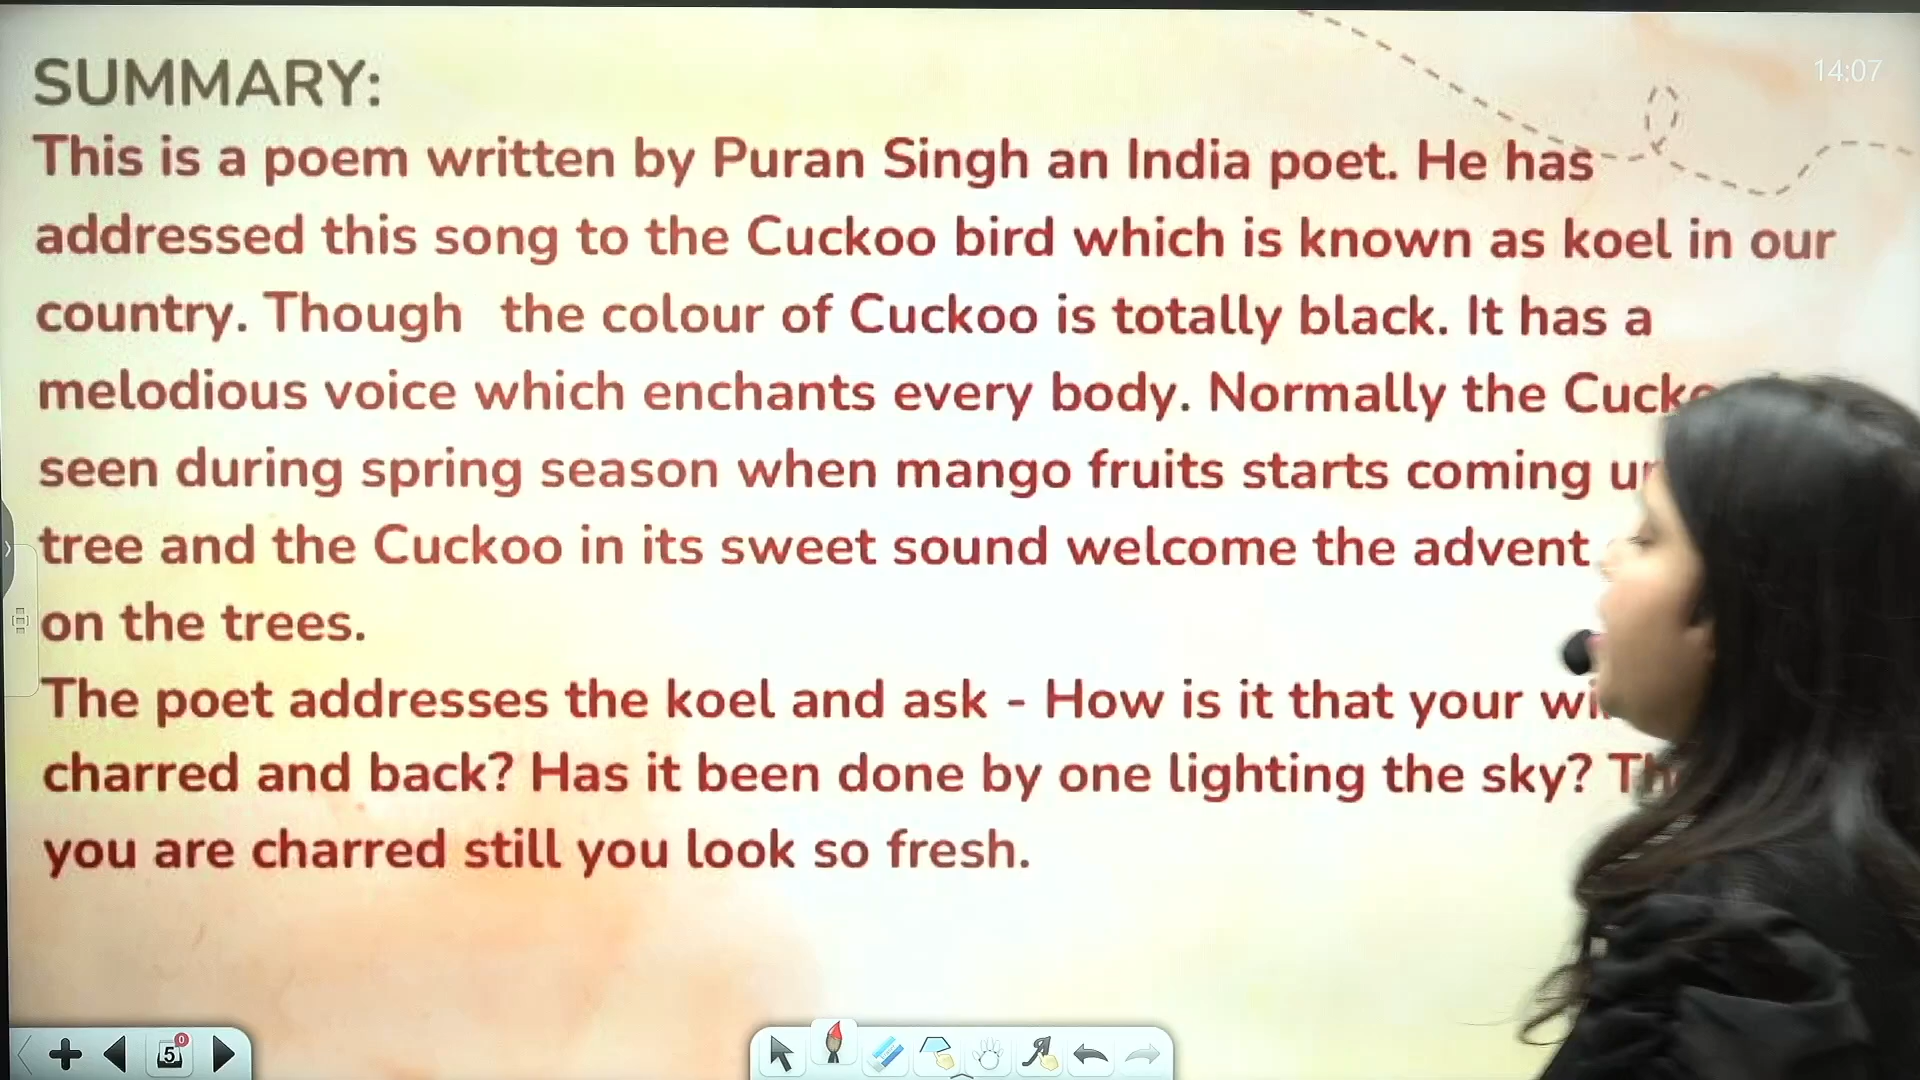 SUMMARY:
14:07
This is a poem written by Puran Singh an India poet. He has
addressed this song to the Cuckoo bird which is known as koel in our
country. Though the colour of Cuckoo is totally black. It has a
melodious voice which enchants every body. Normally the
seen during spring season when mango fruits starts coming
tree and the Cuckoo in its sweet sound welcome the advent
on the trees.
The poet addresses the koel and ask - How is it that your
charred and back? Has it been done by one lighting the sky?
you are charred still you look so fresh.
5
0